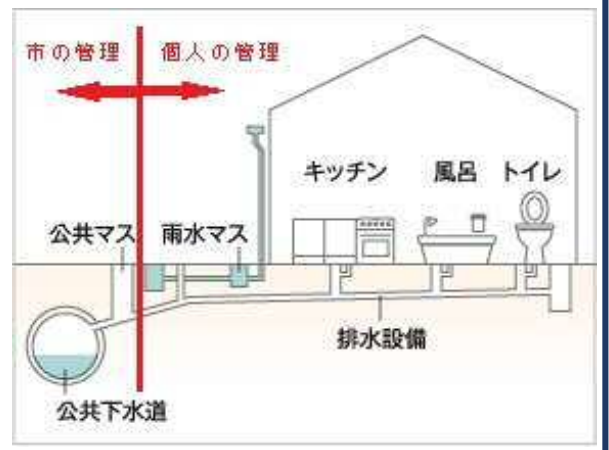 市の管理
個人の管理
キッチン
風呂
トイレ
公共マス
雨水マス
排水設備
公共下水道